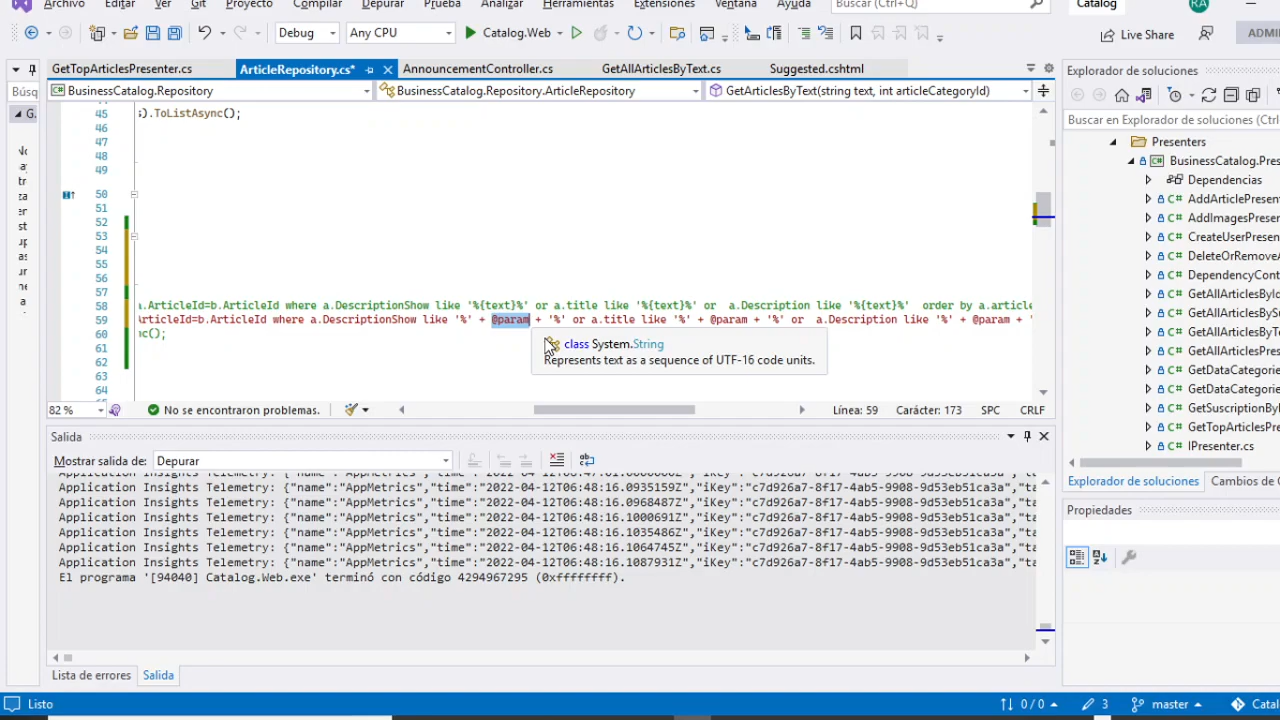 Archivo Editar Ver Git Proyecto Compilar Depurar Prueba Analizar Herramientas Extensiones Ventana Ayuda Buscar (Ctrl+Q) Catalog RA
Debug Any CPU Catalog.Web Live Share ADMI
GetTopArticlesPresenter.cs ArticleRepository.cs* AnnouncementController.cs GetAllArticlesByText.cs Suggested.cshtml Explorador de soluciones
Búsq BusinessCatalog.Repository BusinessCatalog.Repository.ArticleRepository GetArticlesByText(string text, int articleCategoryId)
Buscar en Explorador de soluciones (Ctrl+
45 s).ToListAsync();
46
47
48
49
50
51
52
53
54
55
56
57
58 a.ArticleId=b.ArticleId where a.DescriptionShow like '%{text}%' or a.title like '%{text}%' or a.Description like '%{text}%' order by a.article
59 ArticleId=b.ArticleId where a.DescriptionShow like '%' + @param + '%' or a.title like '%' + @param + '%' or a.Description like '%' + @param + '
60 nc();
61
62
63
64
class System.String
Represents text as a sequence of UTF-16 code units.
82 % No se encontraron problemas. Línea: 59 Carácter: 173 SPC CRLF
Presenters
BusinessCatalog.Pres
Dependencias
AddArticlePresent
AddImagesPresent
CreateUserPresen
DeleteOrRemoveA
DependencyConta
GetAllArticlesById
GetAllArticlesBySu
GetAllArticlesByTe
GetAllArticlesPres
GetDataCategorie
GetDataCategorie
GetSuscriptionByI
GetTopArticlesPre
IPresenter.cs
Explorador de soluciones Cambios de G
Propiedades
Salida
Mostrar salida de: Depurar
Application Insights Telemetry: {"name":"AppMetrics","time":"2022-04-12T06:48:16.0935159Z","iKey":"c7d926a7-8f17-4ab5-9908-9d53eb51ca3a","ta
Application Insights Telemetry: {"name":"AppMetrics","time":"2022-04-12T06:48:16.0968487Z","iKey":"c7d926a7-8f17-4ab5-9908-9d53eb51ca3a","ta
Application Insights Telemetry: {"name":"AppMetrics","time":"2022-04-12T06:48:16.1000691Z","iKey":"c7d926a7-8f17-4ab5-9908-9d53eb51ca3a","ta
Application Insights Telemetry: {"name":"AppMetrics","time":"2022-04-12T06:48:16.1035486Z","iKey":"c7d926a7-8f17-4ab5-9908-9d53eb51ca3a","ta
Application Insights Telemetry: {"name":"AppMetrics","time":"2022-04-12T06:48:16.1064745Z","iKey":"c7d926a7-8f17-4ab5-9908-9d53eb51ca3a","ta
Application Insights Telemetry: {"name":"AppMetrics","time":"2022-04-12T06:48:16.1087931Z","iKey":"c7d926a7-8f17-4ab5-9908-9d53eb51ca3a","ta
El programa '[94040] Catalog.Web.exe' terminó con código 4294967295 (0xffffffff).
Lista de errores Salida
Listo 0 / 0 3 master Catal